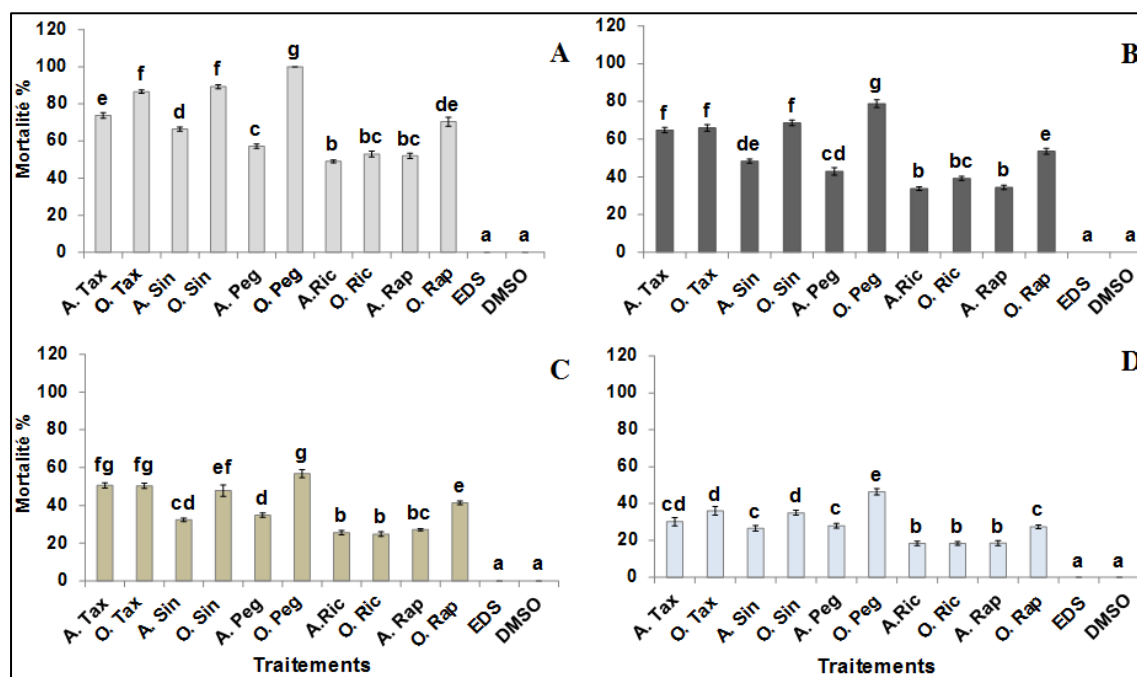 A
Mortalité %
120
100
80
60
40
20
0
e
f
d
f
c
g
b
bc
bc
de
a
a
A. Tax
O. Tax
A. Sin
O. Sin
A. Peg
O. Peg
A.Ric
O. Ric
A. Rap
O. Rap
EDS
DMSO
B
120
100
80
60
40
20
0
f
f
de
f
cd
g
b
bc
b
e
a
a
A. Tax
O. Tax
A. Sin
O. Sin
A. Peg
O. Peg
A.Ric
O. Ric
A. Rap
O. Rap
EDS
DMSO
C
Mortalité %
120
100
80
60
40
20
0
fg
fg
cd
ef
d
g
b
b
bc
e
a
a
A. Tax
O. Tax
A. Sin
O. Sin
A. Peg
O. Peg
A.Ric
O. Ric
A. Rap
O. Rap
EDS
DMSO
Traitements
D
120
100
80
60
40
20
0
cd
d
c
d
c
e
b
b
b
c
a
a
A. Tax
O. Tax
A. Sin
O. Sin
A. Peg
O. Peg
A.Ric
O. Ric
A. Rap
O. Rap
EDS
DMSO
Traitements